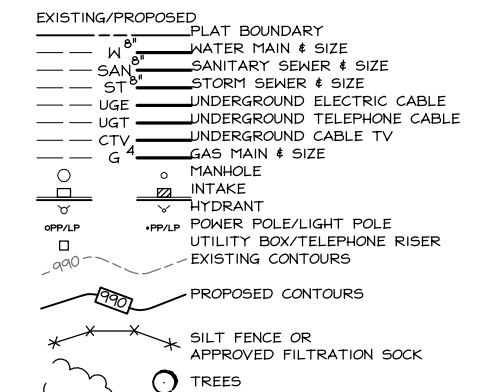 EXISTING/PROPOSED
PLAT BOUNDARY
W 8" WATER MAIN & SIZE
SAN 8" SANITARY SEWER & SIZE
ST 8" STORM SEWER & SIZE
UGE UNDERGROUND ELECTRIC CABLE
UGT UNDERGROUND TELEPHONE CABLE
CTV UNDERGROUND CABLE TV
G 4 GAS MAIN & SIZE
MANHOLE
INTAKE
HYDRANT
PP/LP PP/LP POWER POLE/LIGHT POLE
UTILITY BOX/TELEPHONE RISER
990 EXISTING CONTOURS
990 PROPOSED CONTOURS
SILT FENCE OR
APPROVED FILTRATION SOCK
TREES